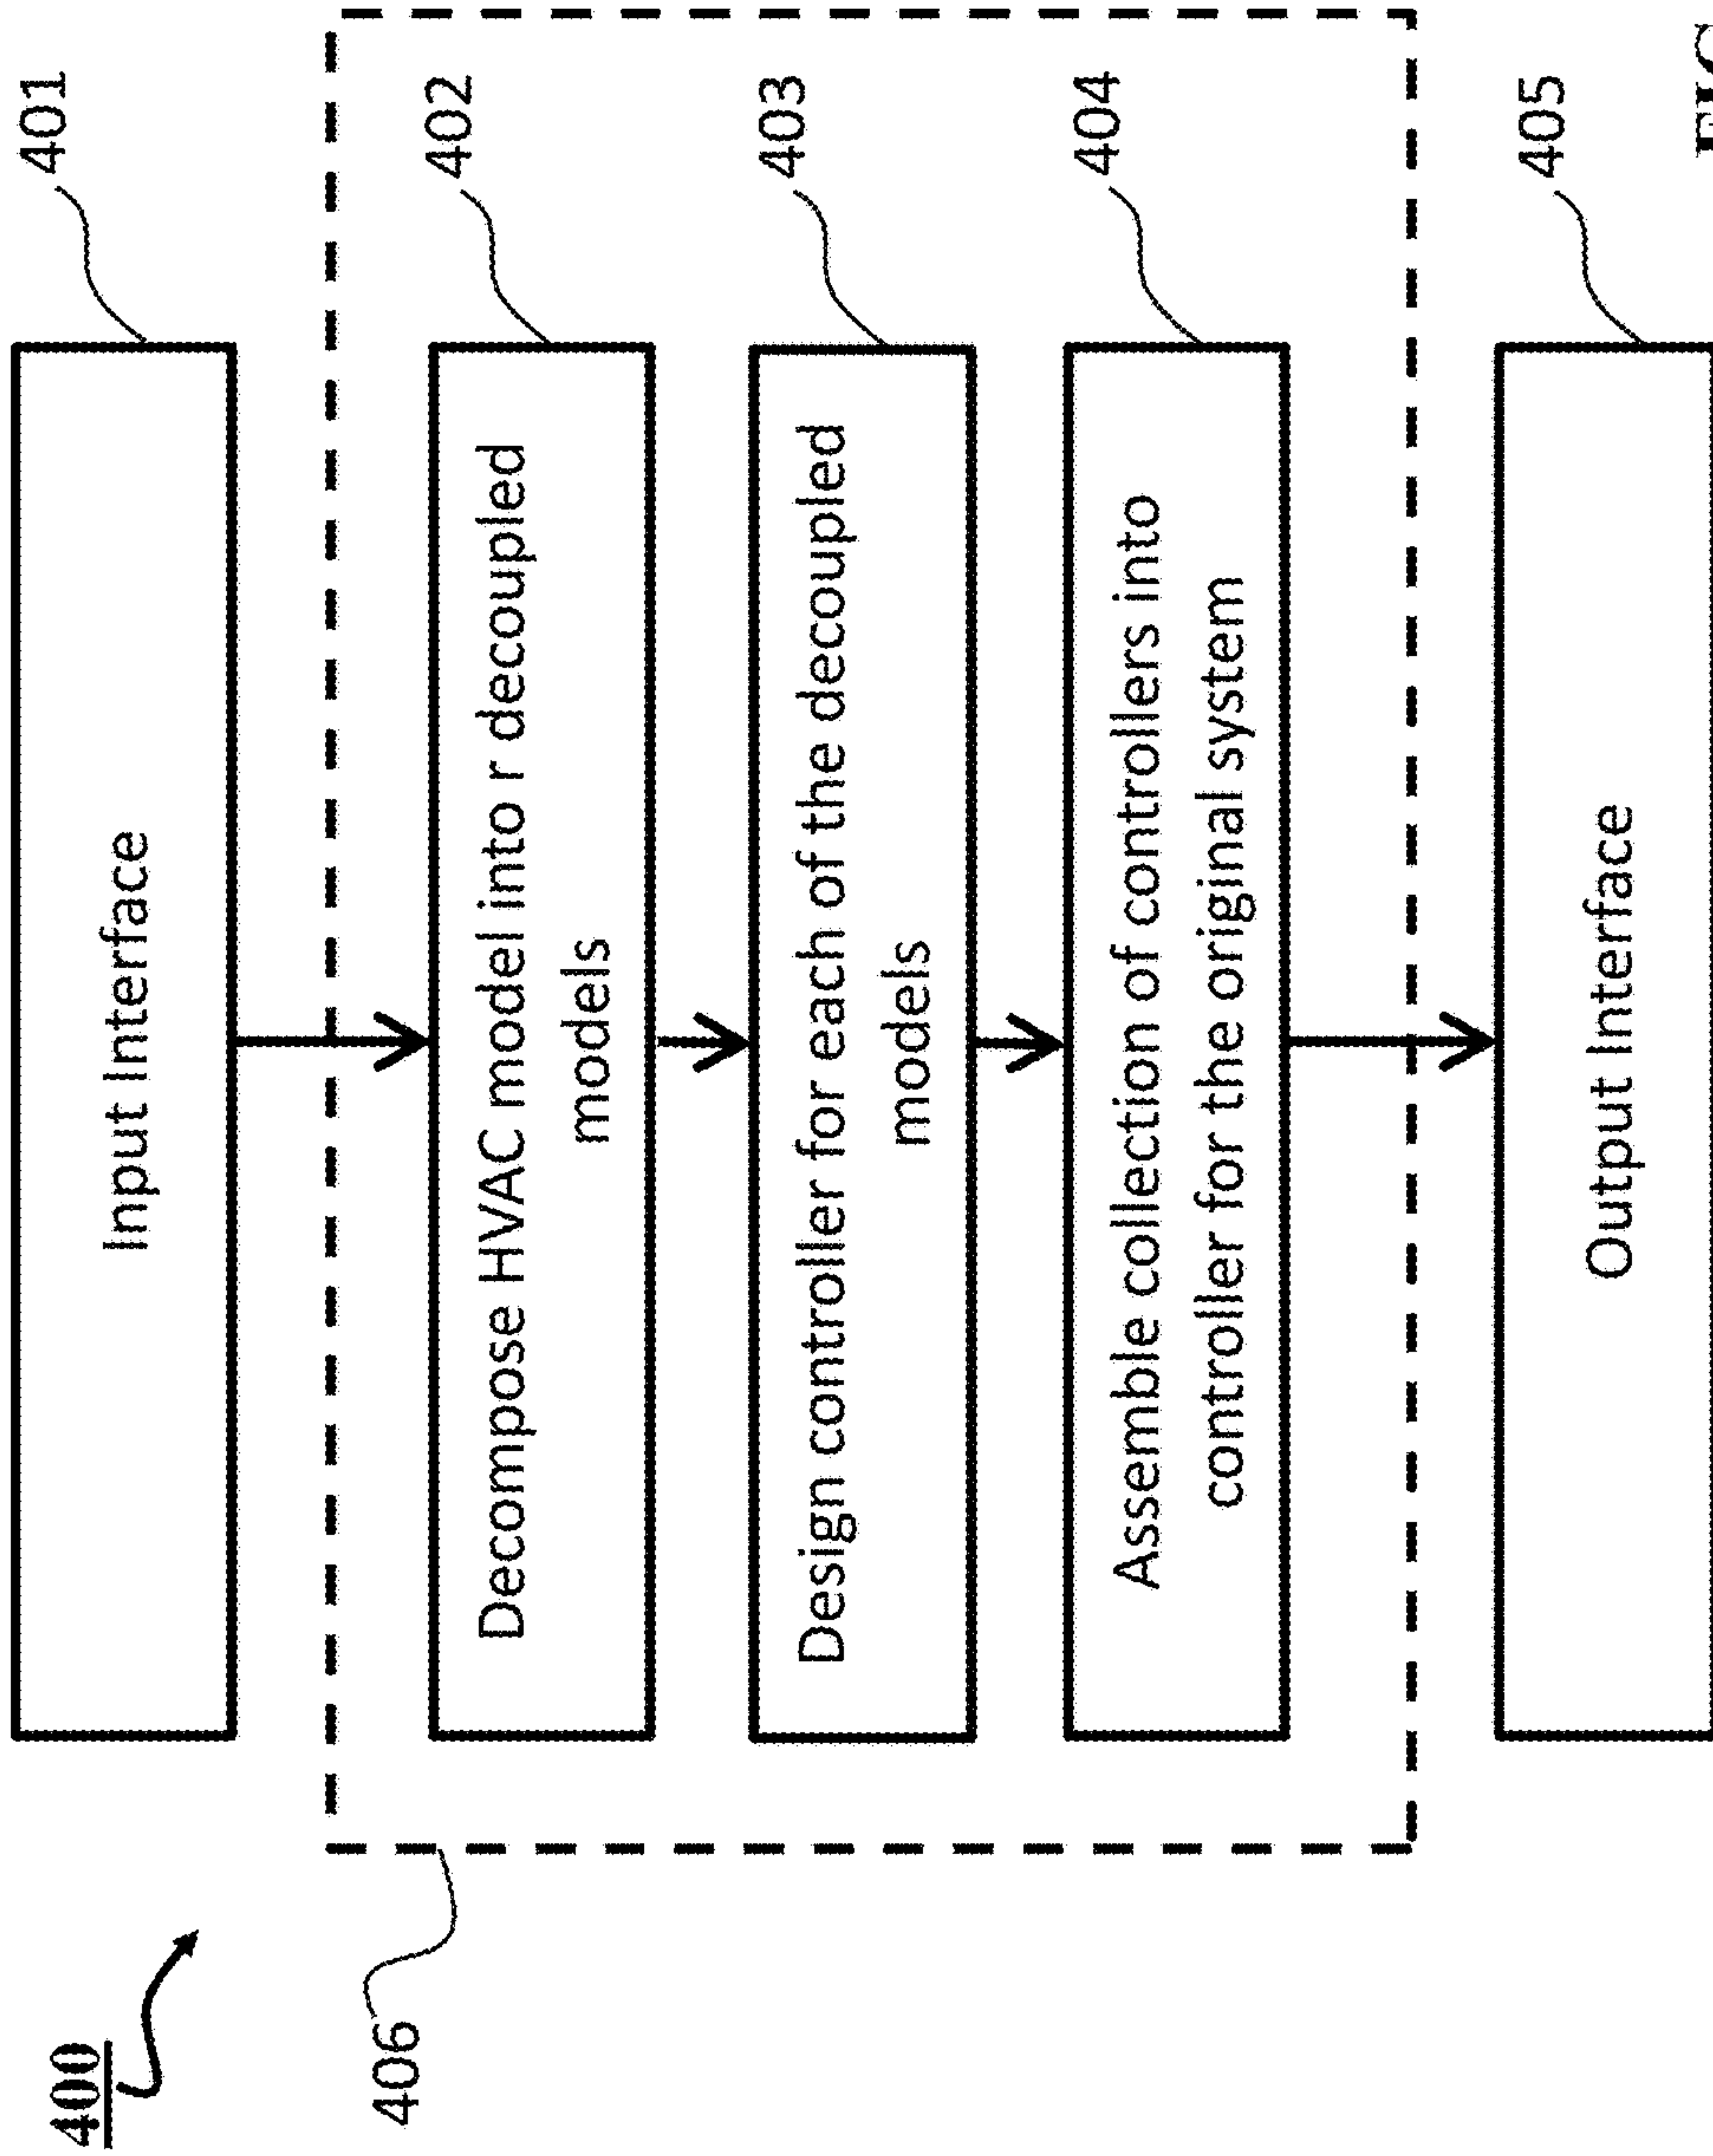 400
401
Input Interface
406
402
Decompose HVAC model into r decoupled
models
403
Design controller for each of the decoupled
models
404
Assemble collection of controllers into
controller for the original system
405
Output Interface